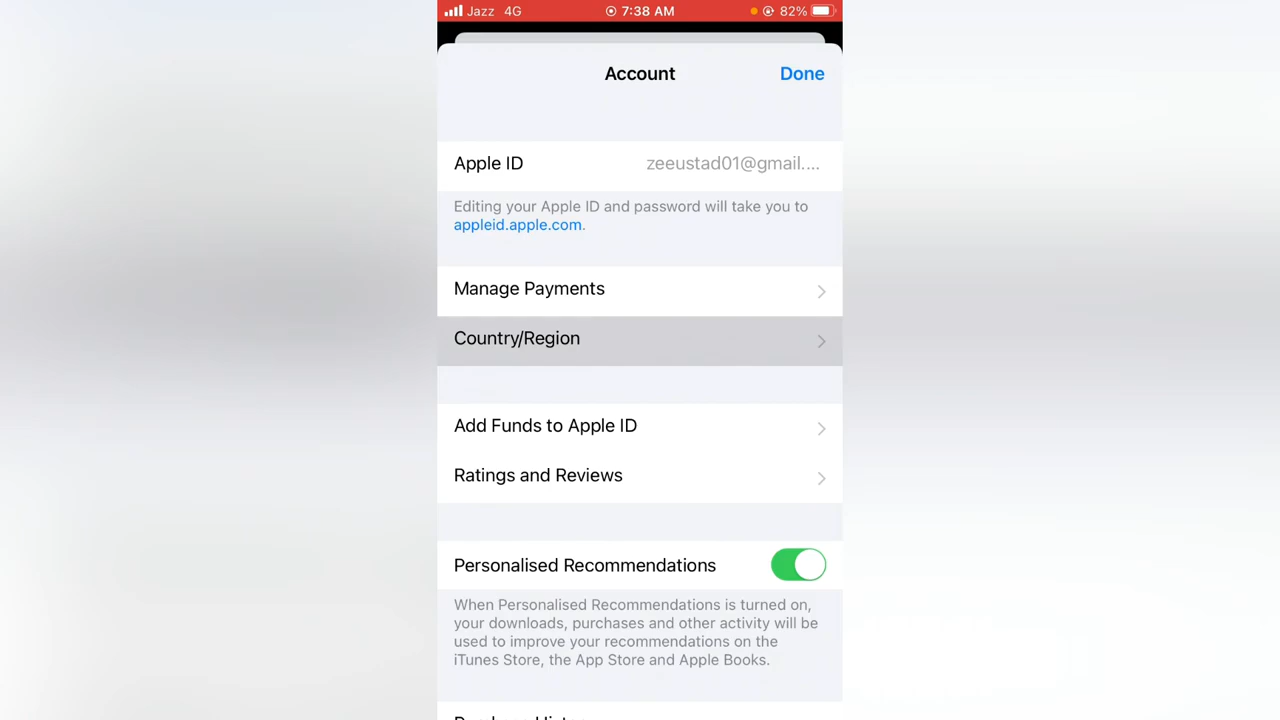 Jazz 4G 7:38 AM 82%
Account Done
Apple ID zeeustad01@gmail....
Editing your Apple ID and password will take you to
appleid.apple.com.
Manage Payments
Country/Region
Add Funds to Apple ID
Ratings and Reviews
Personalised Recommendations
When Personalised Recommendations is turned on,
your downloads, purchases and other activity will be
used to improve your recommendations on the
iTunes Store, the App Store and Apple Books.